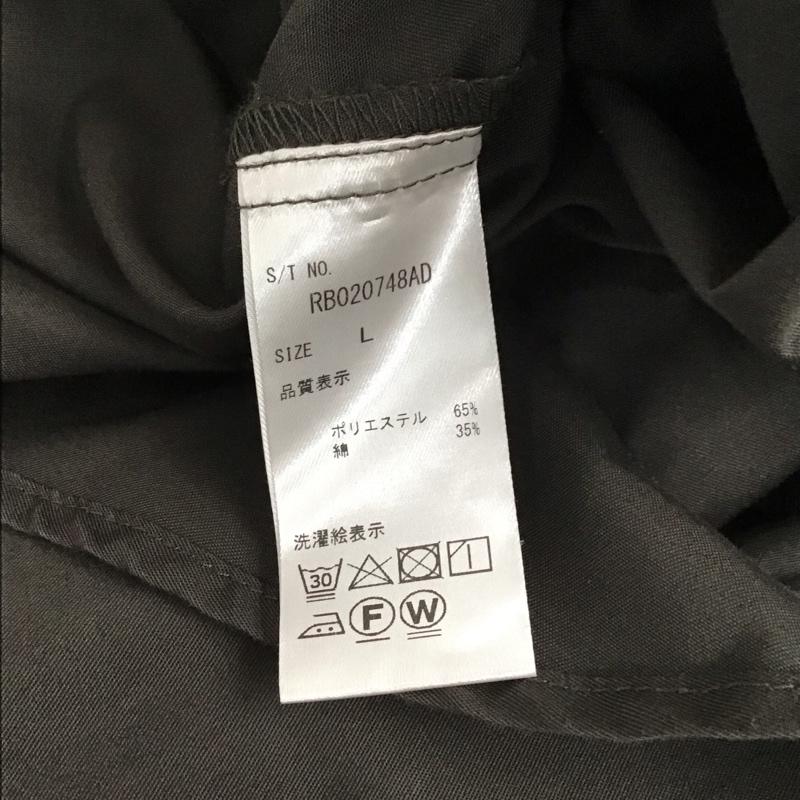 S/T NO.
RB020748AD
SIZE L
品質表示
ポリエステル 65%
綿 35%
洗濯絵表示
30
F W